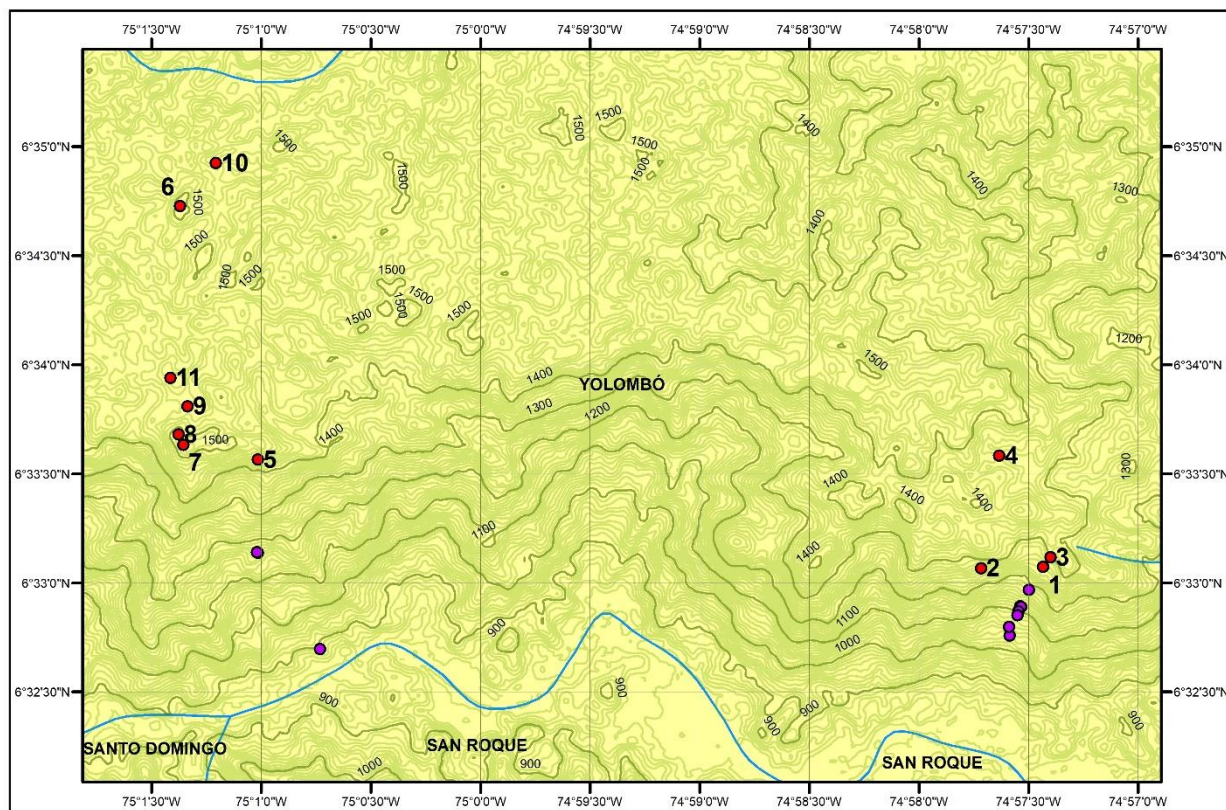 75°1'30"W 75°1'0"W 75°0'30"W 75°0'0"W 74°59'30"W 74°59'0"W 74°58'30"W 74°58'0"W 74°57'30"W 74°57'0"W
1500 1500 1400
6°35'0"N 1500 1500 6°35'0"N
10 1500
6 1500 1500 1400 1300
1500 1400
6°34'30"N 1500 6°34'30"N
1500 1500 1500 1500
1500 1500 1500 1200
6°34'0"N 1400 1500 6°34'0"N
11 YOLOMBÓ
9 1300
8 1500 1400 1200
7 5 4 1300
6°33'30"N 1400 6°33'30"N
1100 1400 1400
1400 3
2
6°33'0"N 1 6°33'0"N
1100
900 1000
6°32'30"N 900 900 900 6°32'30"N
900 900
SANTO DOMINGO SAN ROQUE
1000 900 SAN ROQUE
75°1'30"W 75°1'0"W 75°0'30"W 75°0'0"W 74°59'30"W 74°59'0"W 74°58'30"W 74°58'0"W 74°57'30"W 74°57'0"W